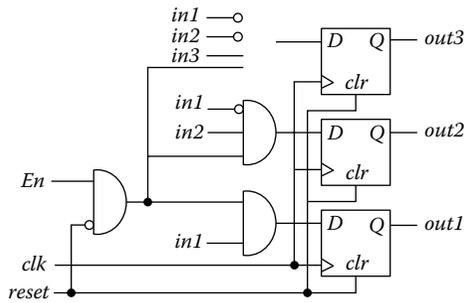 in1
in2
in3
D Q out3
clr
in1
in2
D Q out2
clr
En
D Q out1
in1
clk
clr
reset